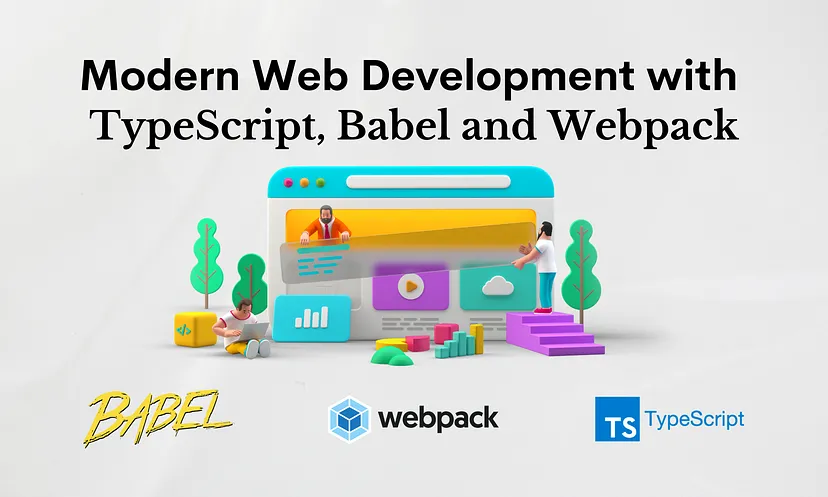 Modern Web Development with
TypeScript, Babel and Webpack
</>
BABEL
webpack
TS TypeScript